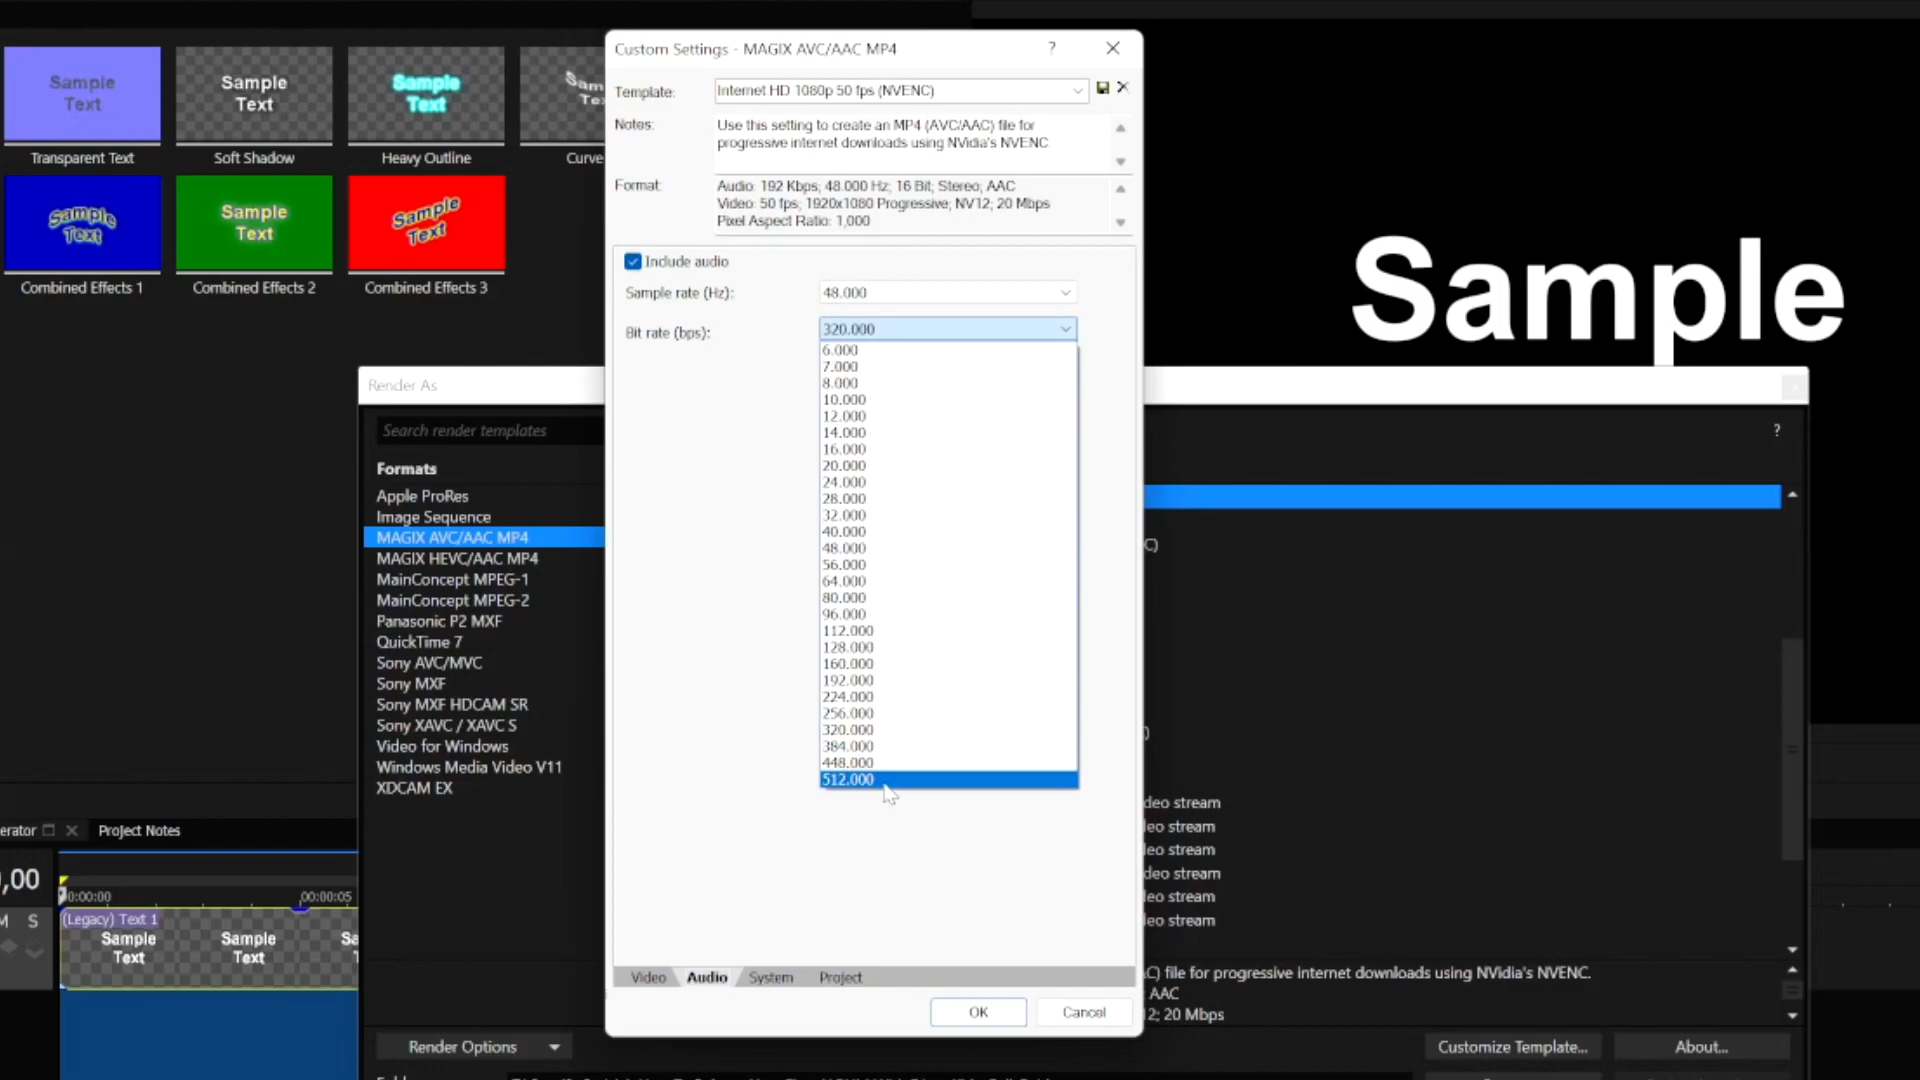 Sample
Text
Transparent Text
Sample
Text
Soft Shadow
Sample
Text
Heavy Outline
Curve
Sample
Text
Combined Effects 1
Sample
Text
Combined Effects 2
Sample
Text
Combined Effects 3
Custom Settings - MAGIX AVC/AAC MP4
?
Template:
Internet HD 1080p 50 fps (NVENC)
Notes:
Use this setting to create an MP4 (AVC/AAC) file for
progressive internet downloads using NVidia's NVENC
Format:
Audio: 192 Kbps; 48.000 Hz; 16 Bit; Stereo; AAC
Video: 50 fps; 1920x1080 Progressive; NV12; 20 Mbps
Pixel Aspect Ratio: 1,000
Include audio
Sample rate (Hz):
48.000
Bit rate (bps):
320.000
6.000
7.000
8.000
10.000
12.000
14.000
16.000
20.000
24.000
28.000
32.000
40.000
48.000
56.000
64.000
80.000
96.000
112.000
128.000
160.000
192.000
224.000
256.000
320.000
384.000
448.000
512.000
Video Audio System Project
OK Cancel
Sample
Render As
Search render templates
?
Formats
Apple ProRes
Image Sequence
MAGIX AVC/AAC MP4
MAGIX HEVC/AAC MP4
MainConcept MPEG-1
MainConcept MPEG-2
Panasonic P2 MXF
QuickTime 7
Sony AVC/MVC
Sony MXF
Sony MXF HDCAM SR
Sony XAVC / XAVC S
Video for Windows
Windows Media Video V11
XDCAM EX
C)
)
deo stream
eo stream
eo stream
deo stream
eo stream
eo stream
C) file for progressive internet downloads using NVidia's NVENC.
AAC
12; 20 Mbps
Render Options
Customize Template...
About...
erator
Project Notes
0,00
0:00:00
00:00:05
M S
(Legacy) Text 1
Sample
Text
Sample
Text